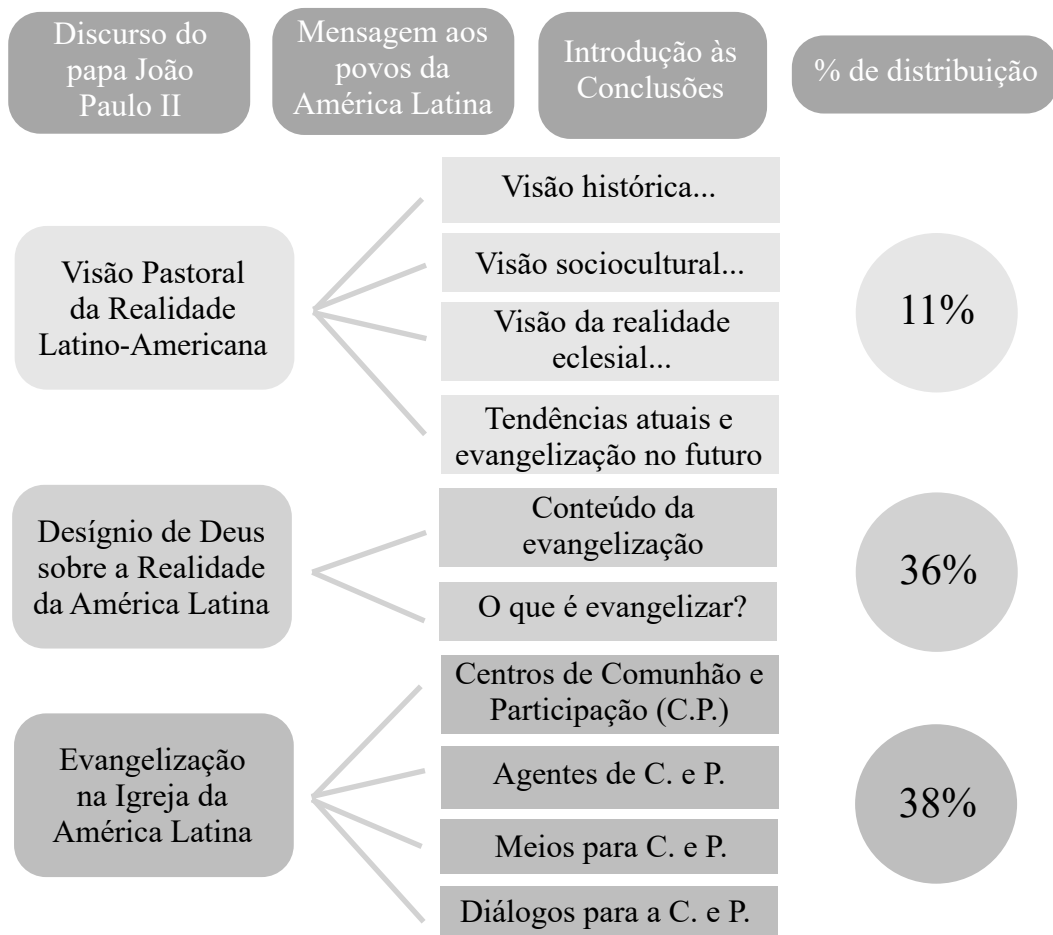 Discurso do
papa João
Paulo II
Mensagem aos
povos da
América Latina
Introdução às
Conclusões
% de distribuição
Visão Pastoral
da Realidade
Latino-Americana
Visão histórica...
Visão sociocultural...
Visão da realidade
eclesial...
Tendências atuais e
evangelização no futuro
11%
Desígnio de Deus
sobre a Realidade
da América Latina
Conteúdo da
evangelização
O que é evangelizar?
36%
Evangelização
na Igreja da
América Latina
Centros de Comunhão e
Participação (C.P.)
Agentes de C. e P.
Meios para C. e P.
Diálogos para a C. e P.
38%